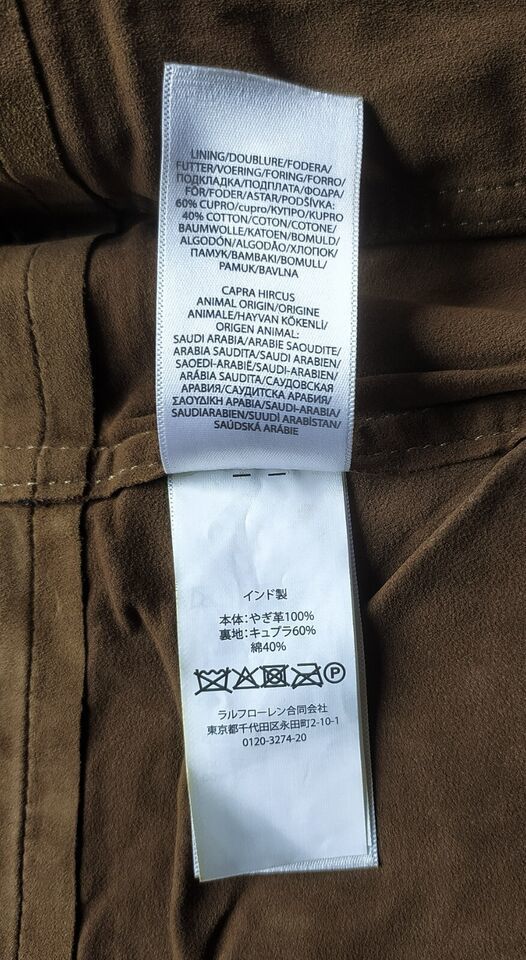 LINING/DOUBLURE/FODERA/
FUTTER/VOERING/FORING/FORRO/
ПОДКЛАДКА/ПОДПЛАТА/ΦΟΔΡΑ/
FÖR/FODER/ASTAR/PODŠÍVKA:
60% CUPRO/cupro/КУПРО/KUPRO
40% COTTON/COTON/COTONE/
BAUMWOLLE/KATOEN/BOMULD/
ALGODÓN/ALGODÃO/ХЛОПОК/
ПАМУК/ΒΑΜΒΑΚΙ/BOMULL/
PAMUK/BAVLNA
CAPRA HIRCUS
ANIMAL ORIGIN/ORIGINE
ANIMALE/HAYVAN KÖKENLİ/
ORIGEN ANIMAL:
SAUDI ARABIA/ARABIE SAOUDITE/
ARABIA SAUDITA/SAUDI ARABIEN/
SAOEDI-ARABIË/SAUDI-ARABIEN/
ARÁBIA SAUDITA/САУДОВСКАЯ
АРАВИЯ/САУДИТСКА АРАБИЯ/
ΣΑΟΥΔΙΚΗ ΑΡΑΒΙΑ/SAUDI-ARABIA/
SAUDIARABIEN/SUUDİ ARABİSTAN/
SAÚDSKÁ ARÁBIE
インド製
本体:やぎ革100%
裏地:キュプラ60%
綿40%
P
ラルフローレン合同会社
東京都千代田区永田町2-10-1
0120-3274-20